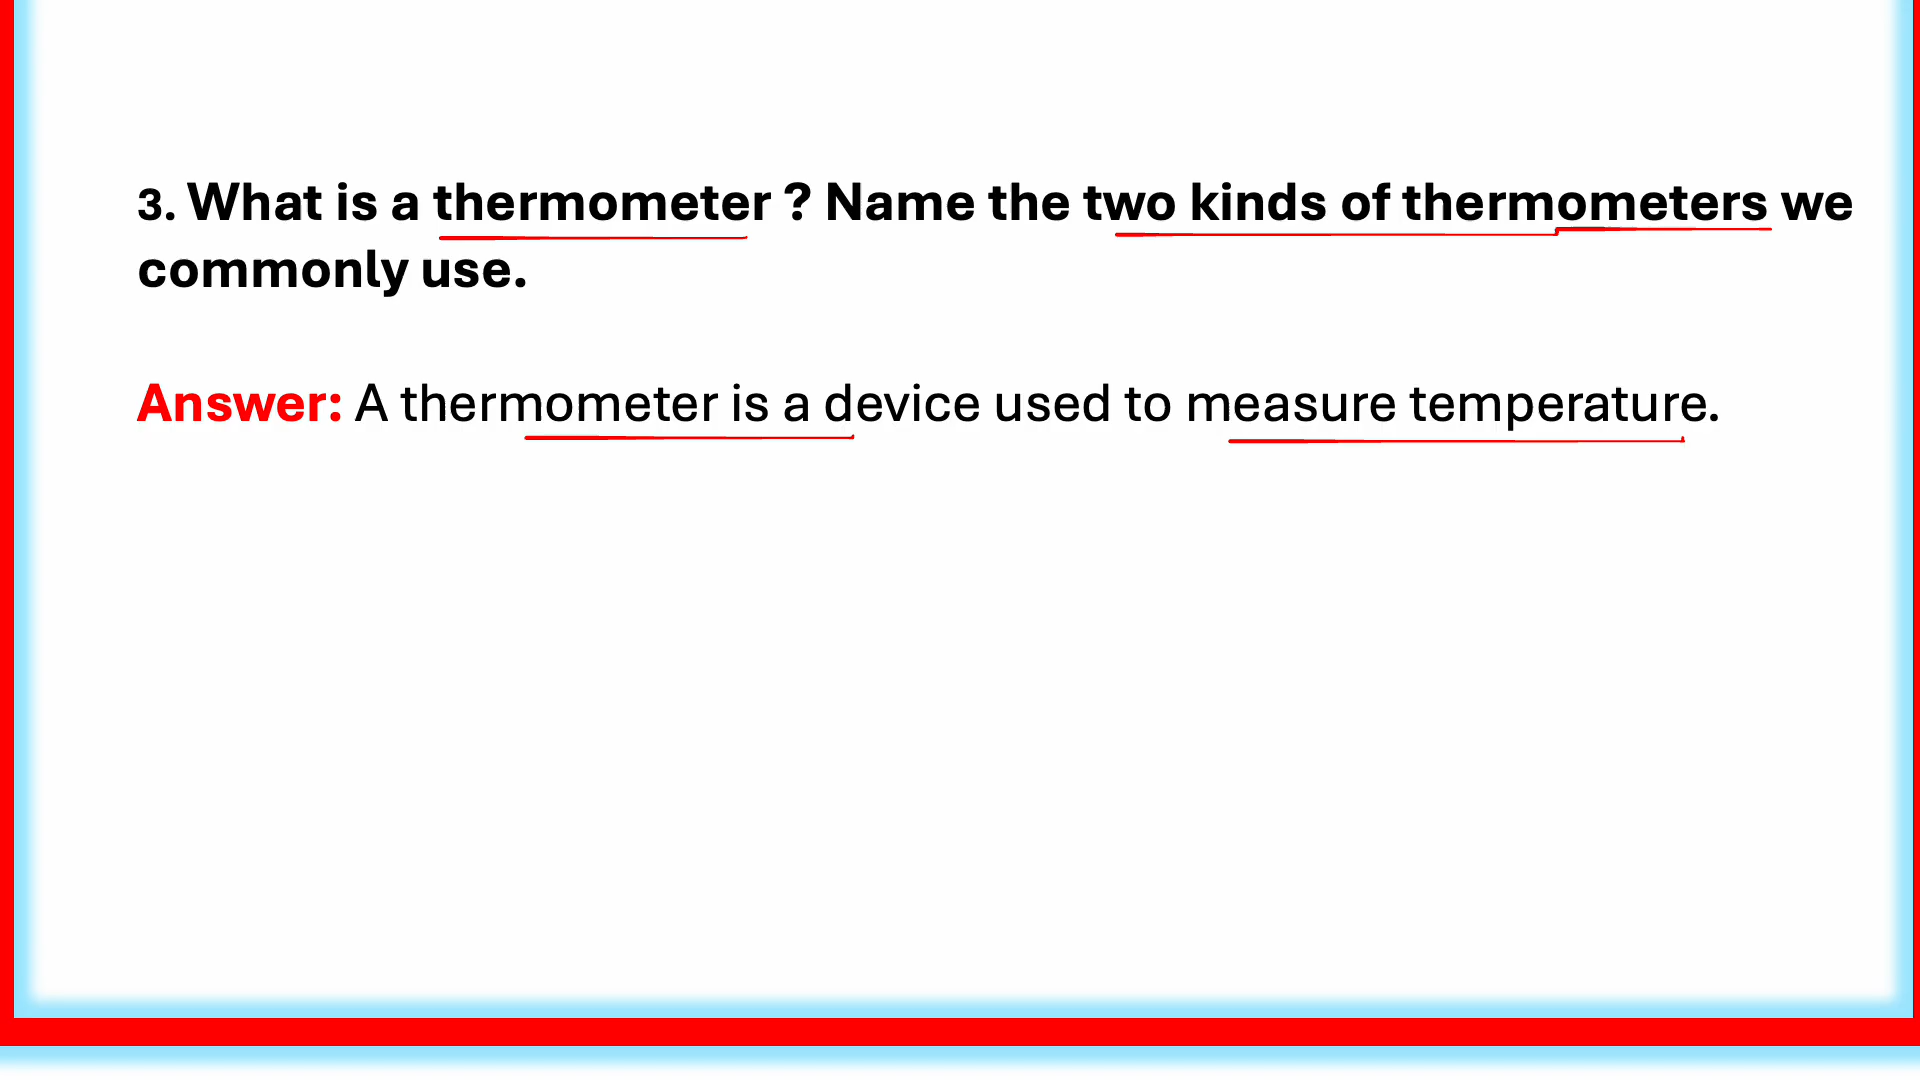 3. What is a thermometer ? Name the two kinds of thermometers we
commonly use.
Answer: A thermometer is a device used to measure temperature.